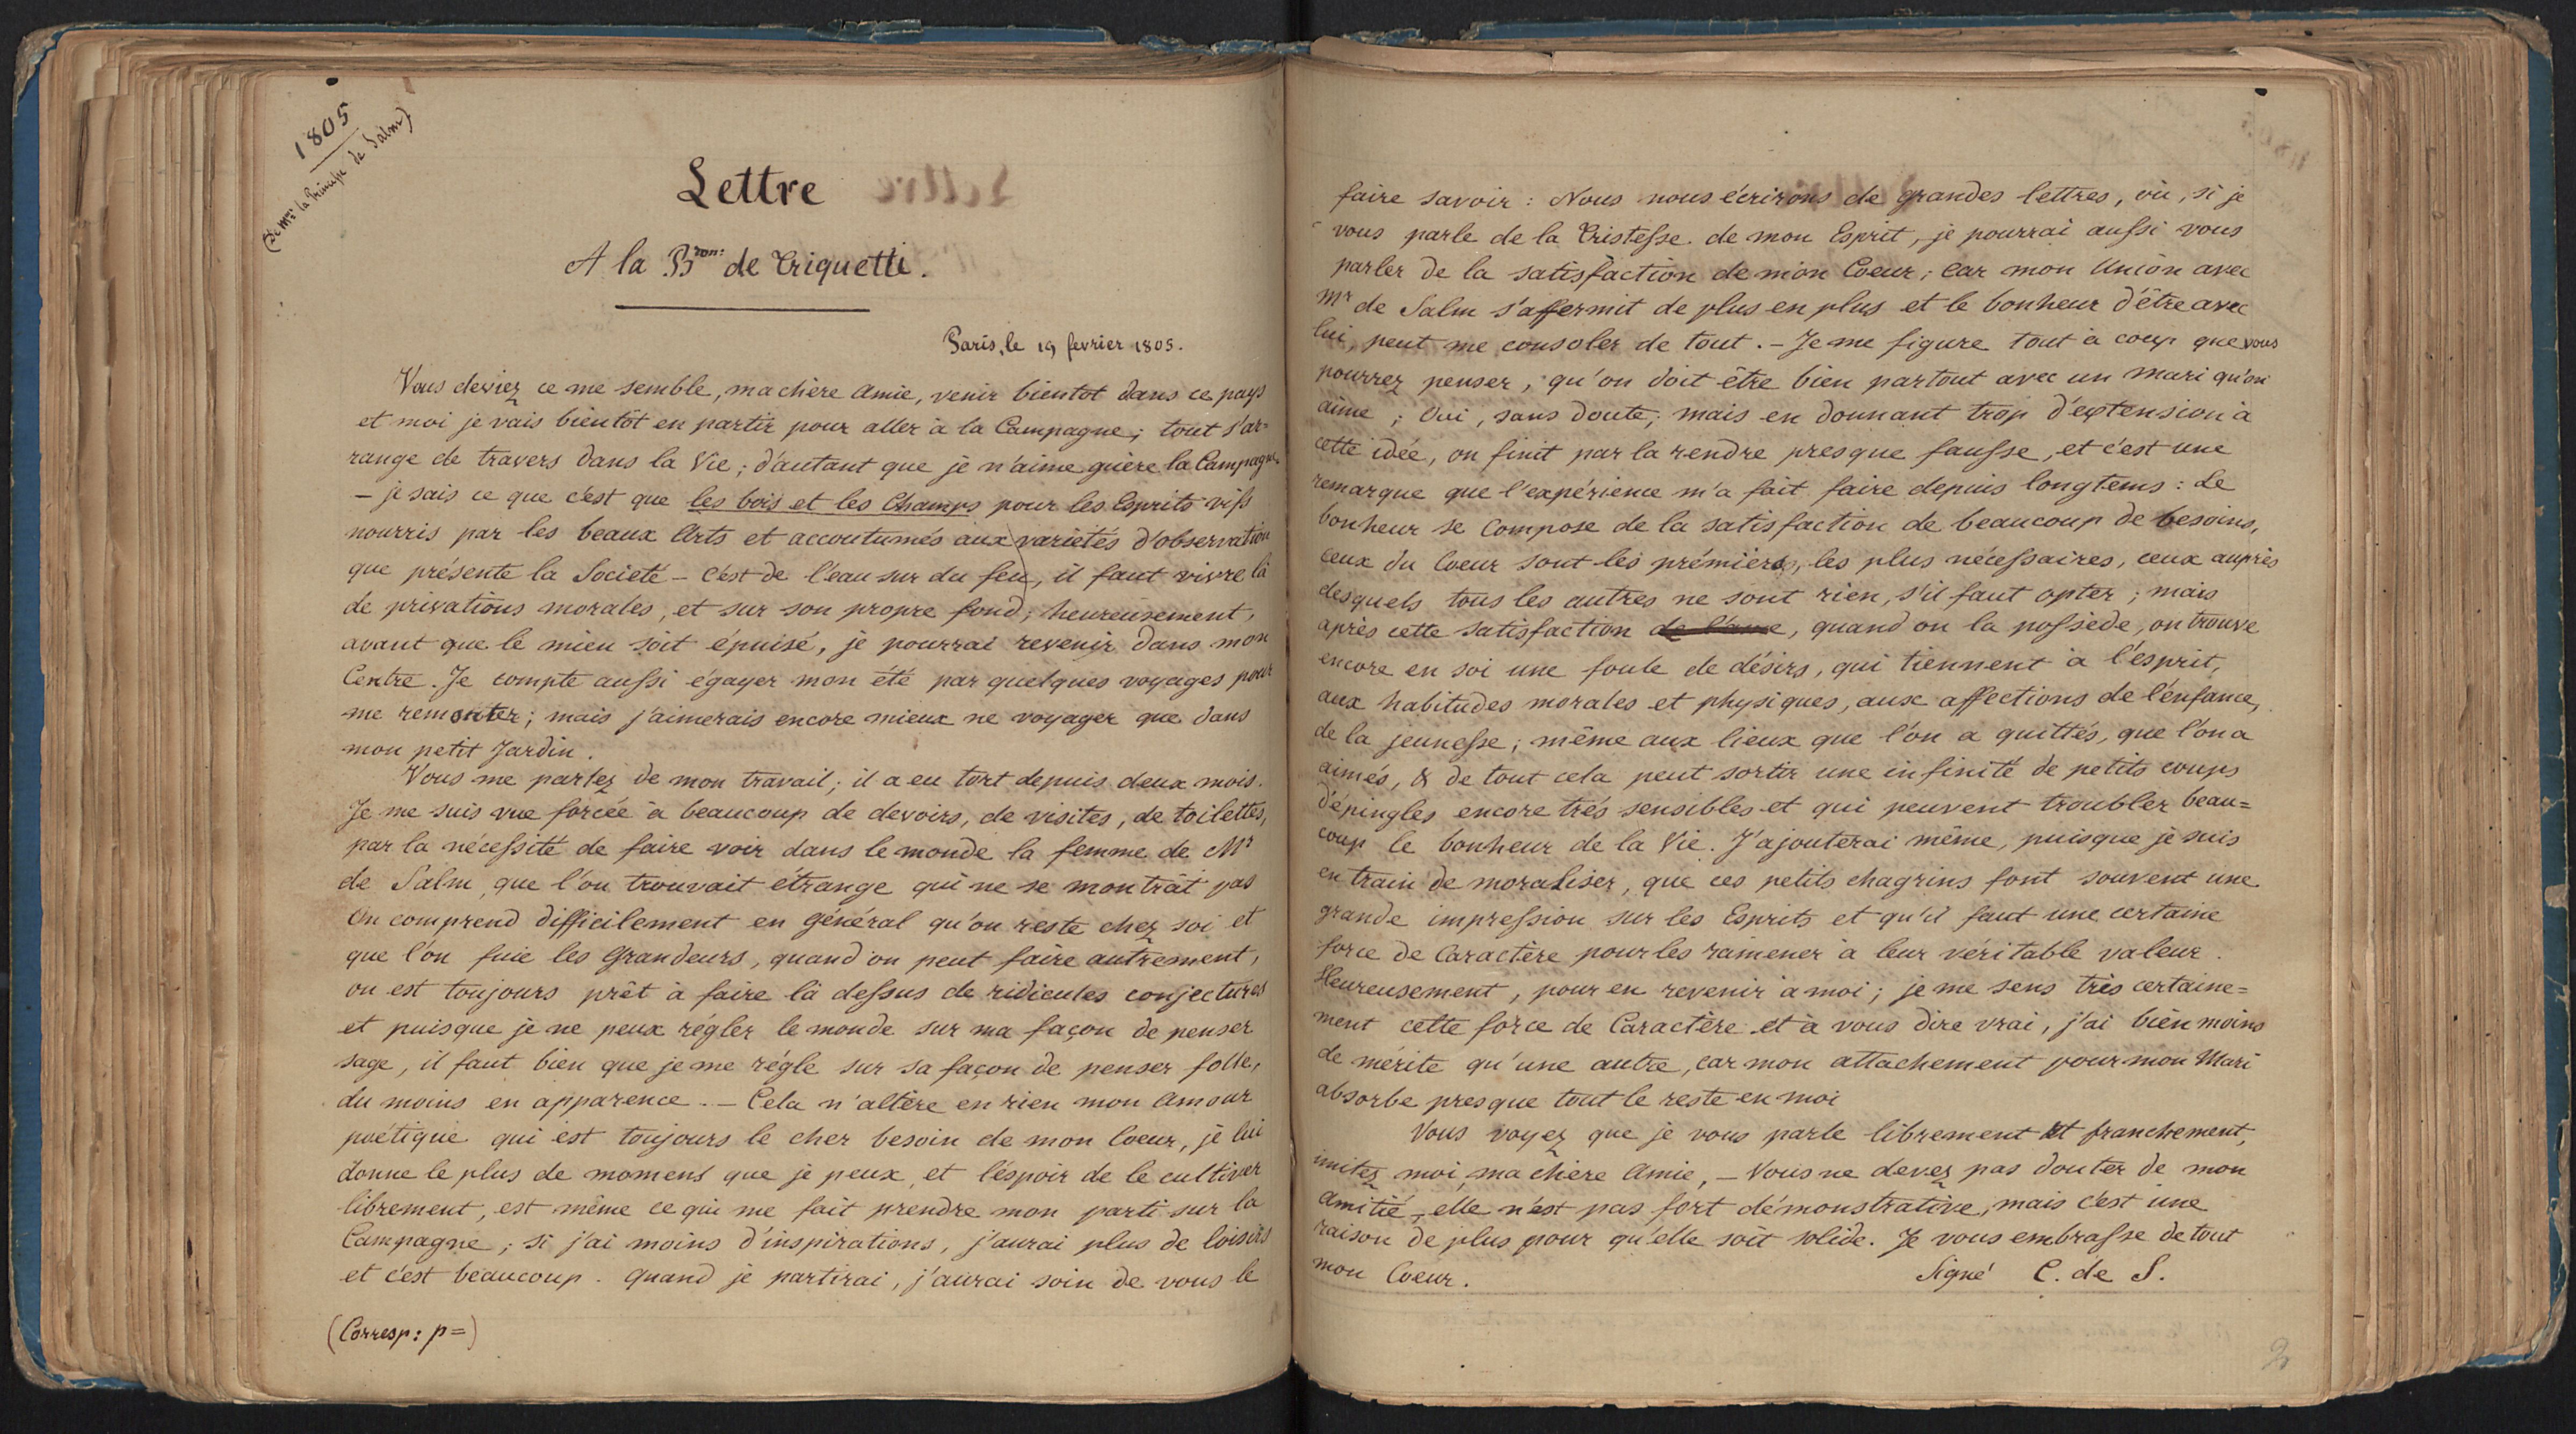 1805
(de Mme la Princesse de Salm)
Lettre
A la Bronne de Triquetti.
Paris, le 19 fevrier 1805.
Vous deviez ce me semble, ma chère Amie, venir bientot dans ce pays
et moi je vais bientôt en partir pour aller à la Campagne; tout s'ar=
range de travers dans la Vie; d'autant que je n'aime guère la Campagne
– je sais ce que c'est que les bois et les Champs pour les Esprits vifs
nourris par les beaux Arts et accoutumés aux variétés d'observation
que présente la Société – C'est de l'eau sur du feu, il faut vivre là
de privations morales, et sur son propre fond; heureusement,
avant que le mien soit épuisé, je pourrai revenir dans mon
Centre. Je compte aussi égayer mon été par quelques voyages pour
me remonter; mais j'aimerais encore mieux ne voyager que dans
mon petit Jardin.
Vous me parlez de mon travail; il a eu tort depuis deux mois.
Je me suis vue forcée à beaucoup de devoirs, de visites, de toilettes,
par la nécessité de faire voir dans le monde la femme de Mr
de Salm, que l'on trouvait étrange qui ne se montrât pas
On comprend difficilement en général qu'on reste chez soi et
que l'on fuie les Grandeurs, quand on peut faire autrement,
on est toujours prêt à faire là dessus de ridicules conjectures
et puisque je ne peux régler le monde sur ma façon de penser
sage, il faut bien que je me régle sur sa façon de penser folle,
du moins en apparence. – Cela n'altère en rien mon Amour
poétique qui est toujours le cher besoin de mon Coeur, je lui
donne le plus de momens que je peux, et l'éspoir de le cultiver
librement, est même ce qui me fait prendre mon parti sur la
Campagne; si j'ai moins d'inspirations, j'aurai plus de loisirs
et c'est beaucoup. Quand je partirai, j'aurai soin de vous le
(Corresp: p=)
faire savoir: Nous nous écrirons de grandes lettres, où, si je
vous parle de la Tristesse de mon Esprit, je pourrai aussi vous
parler de la satisfaction de mon Coeur; Car mon Union avec
Mr de Salm s'affermit de plus en plus et le bonheur d'être avec
lui, peut me consoler de tout. – Je me figure tout à coup que vous
pourrez penser, qu'on doit être bien partout avec un mari qu'on
aime; Oui, sans doute; mais en donnant trop d'extension à
cette idée, on finit par la rendre presque fausse, et c'est une
remarque que l'expérience m'a fait faire depuis longtems: Le
bonheur se compose de la satisfaction de beaucoup de besoins,
ceux du Coeur sont les prémiers, les plus nécessaires, ceux auprès
desquels tous les autres ne sont rien, s'il faut opter; mais
après cette satisfaction de l'ame, quand on la possède, on trouve
encore en soi une foule de désirs, qui tiennent à l'ésprit,
aux habitudes morales et physiques, aux affections de l'enfance,
de la jeunesse; même aux lieux que l'on a quittés, que l'on a
aimés, & de tout cela peut sortir une infinité de petits coups
d'épingles encore trés sensibles et qui peuvent troubler beau=
coup le bonheur de la Vie. J'ajouterai même, puisque je suis
en train de moraliser, que ces petits chagrins font souvent une
grande impression sur les Esprits et qu'il faut une certaine
force de Caractère pour les ramener à leur véritable valeur.
Heureusement, pour en revenir à moi; je me sens très certaine=
ment cette force de Caractère et à vous dire vrai, j'ai bien moins
de mérite qu'une autre, car mon attachement pour mon Mari
absorbe presque tout le reste en moi
Vous voyez que je vous parle librement et franchement,
imitez moi, ma chère Amie, – Vous ne devez pas douter de mon
Amitié, elle n'est pas fort démonstrative, mais c'est une
raison de plus pour qu'elle soit solide. Je vous embrasse de tout
mon Coeur.
Signé C. de S.